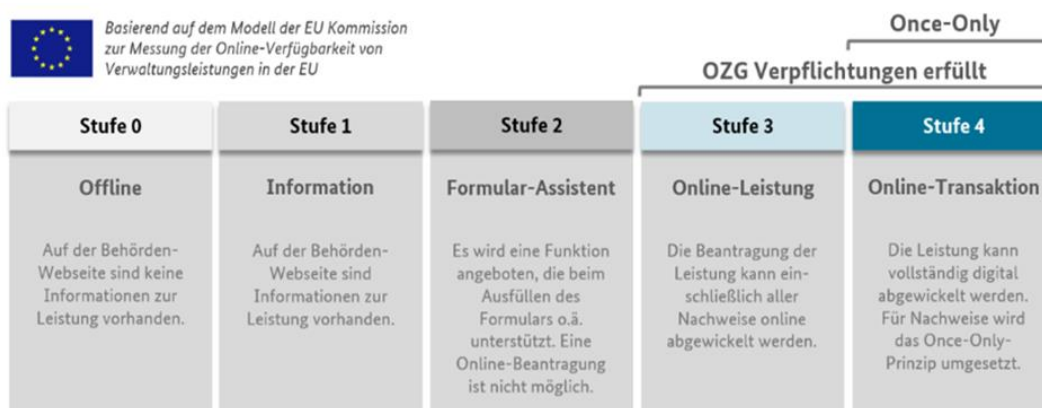 Basierend auf dem Modell der EU Kommission
zur Messung der Online-Verfügbarkeit von
Verwaltungsleistungen in der EU
Once-Only
OZG Verpflichtungen erfüllt
Stufe 0
Offline
Auf der Behörden-
Webseite sind keine
Informationen zur
Leistung vorhanden.
Stufe 1
Information
Auf der Behörden-
Webseite sind
Informationen zur
Leistung vorhanden.
Stufe 2
Formular-Assistent
Es wird eine Funktion
angeboten, die beim
Ausfüllen des
Formulars o.ä.
unterstützt. Eine
Online-Beantragung
ist nicht möglich.
Stufe 3
Online-Leistung
Die Beantragung der
Leistung kann ein-
schließlich aller
Nachweise online
abgewickelt werden.
Stufe 4
Online-Transaktion
Die Leistung kann
vollständig digital
abgewickelt werden.
Für Nachweise wird
das Once-Only-
Prinzip umgesetzt.